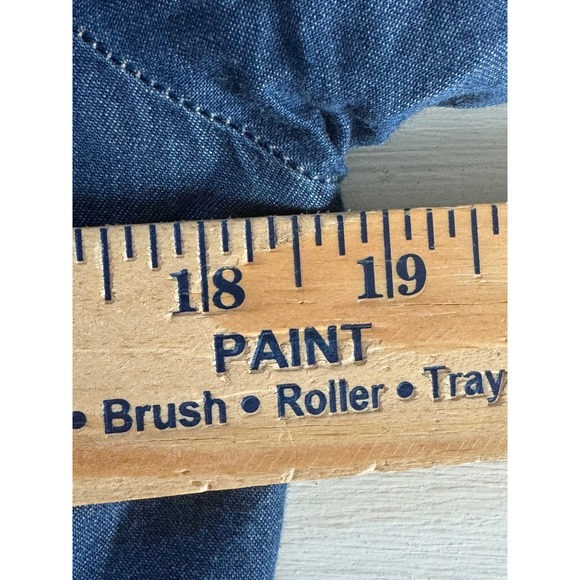 18 19
PAINT
• Brush • Roller • Tray